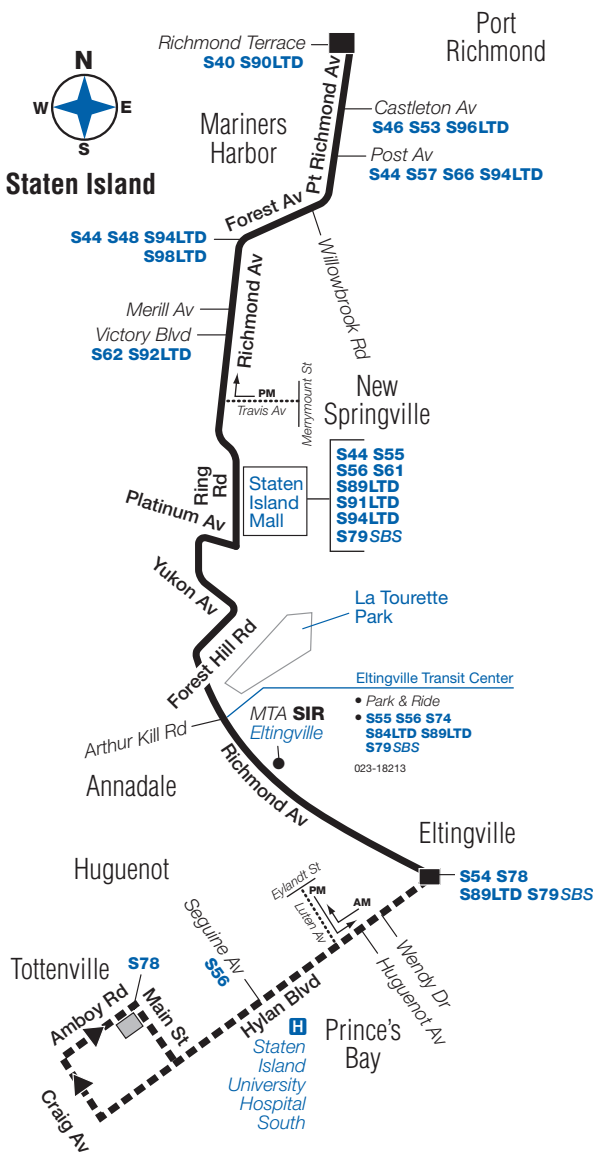 Port
Richmond
Richmond Terrace
S40 S90LTD
N
W
E
S
Staten Island
Mariners
Harbor
Pt Richmond Av
Castleton Av
S46 S53 S96LTD
Post Av
S44 S57 S66 S94LTD
Forest Av
S44 S48 S94LTD
S98LTD
Willowbrook Rd
Richmond Av
Merill Av
Victory Blvd
S62 S92LTD
PM
Travis Av
Merrymount St
New
Springville
Ring
Rd
Staten
Island
Mall
S44 S55
S56 S61
S89LTD
S91LTD
S94LTD
S79SBS
Platinum Av
Yukon Av
La Tourette
Park
Forest Hill Rd
Eltingville Transit Center
• Park & Ride
• S55 S56 S74
S84LTD S89LTD
S79SBS
023-18213
Arthur Kill Rd
MTA SIR
Eltingville
Annadale
Richmond Av
Eltingville
S54 S78
S89LTD S79SBS
Huguenot
Eylandt St
PM
AM
Luten Av
Seguine Av
S56
Wendy Dr
Huguenot Av
Tottenville
S78
Amboy Rd
Main St
Hylan Blvd
Craig Av
H
Staten
Island
University
Hospital
South
Prince's
Bay